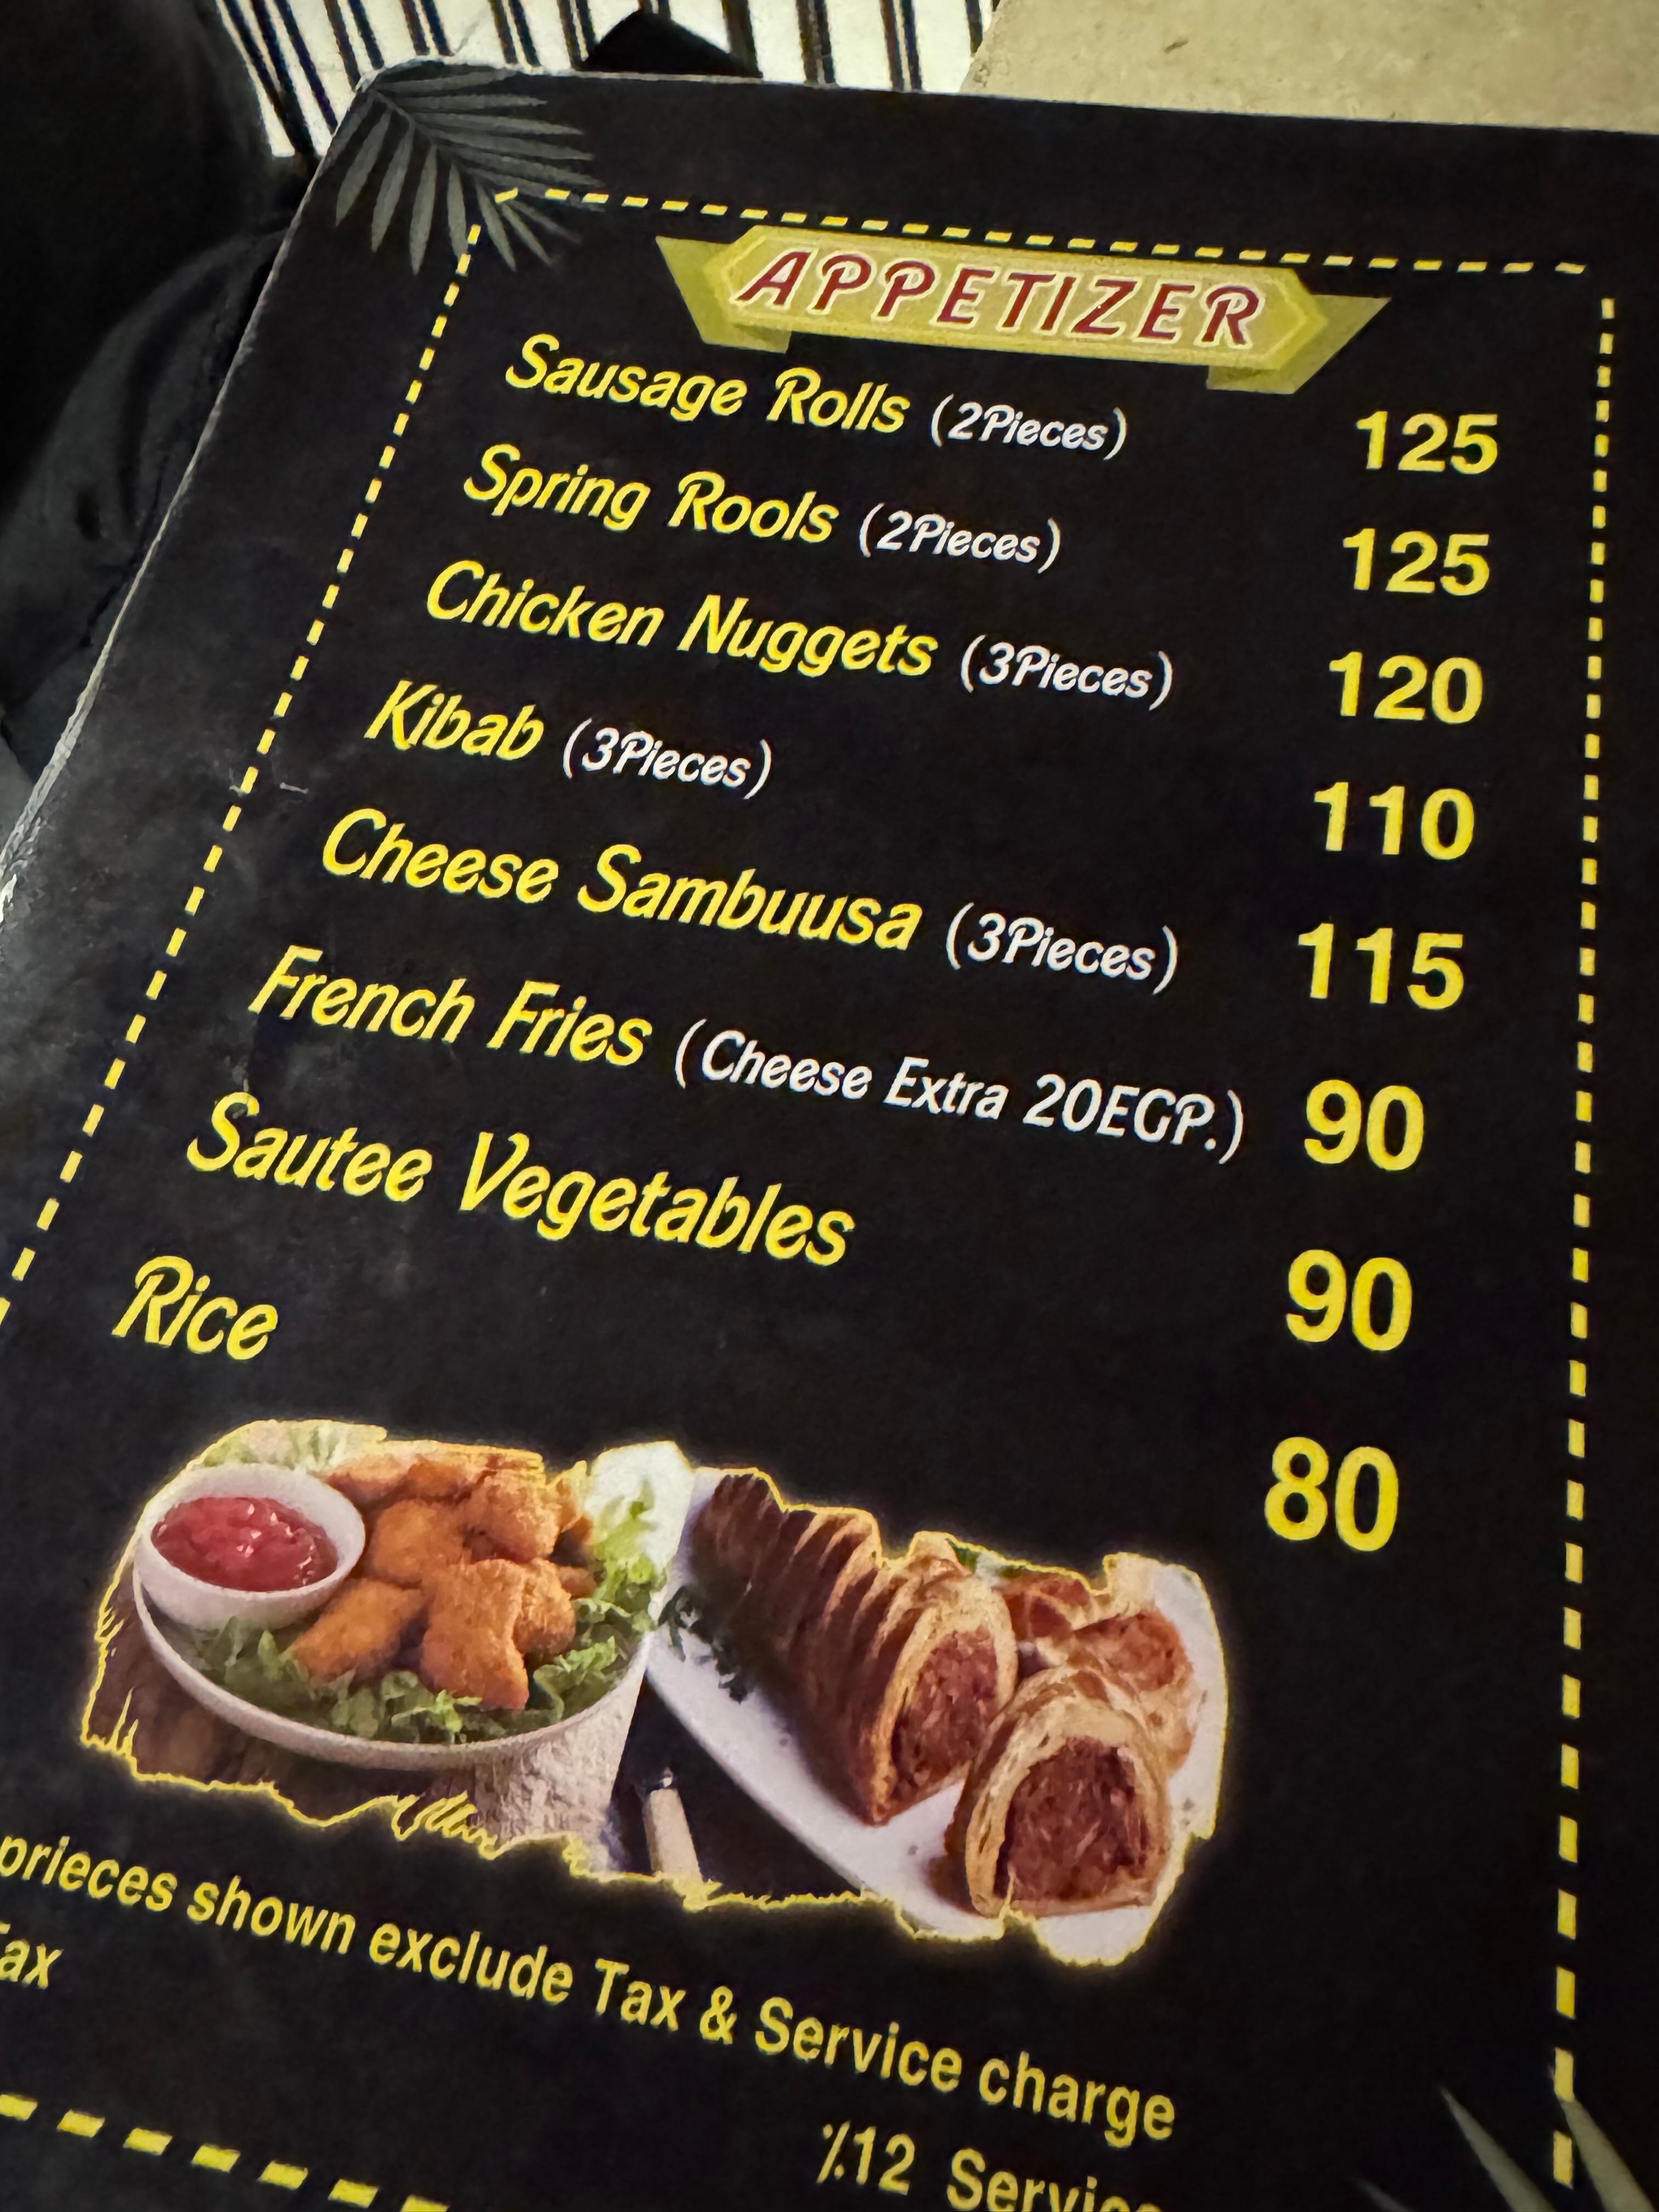 APPETIZER
Sausage Rolls (2Pieces) 125
Spring Rools (2Pieces) 125
Chicken Nuggets (3Pieces) 120
Kibab (3Pieces) 110
Cheese Sambuusa (3Pieces) 115
French Fries (Cheese Extra 20EGP.) 90
Sautee Vegetables 90
Rice 80
prieces shown exclude Tax & Service charge
Tax ٪12 Servic